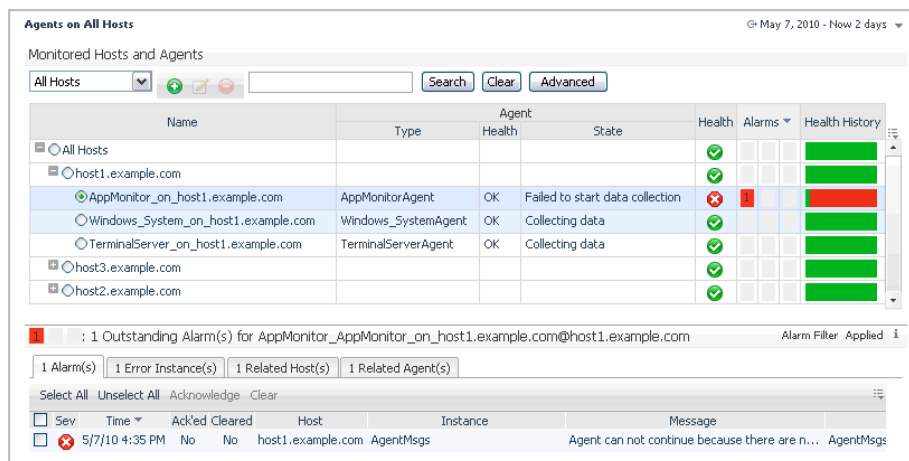 Agents on All Hosts
May 7, 2010 - Now 2 days
Monitored Hosts and Agents
All Hosts Search Clear Advanced
Name Agent Health Alarms Health History
Type Health State
All Hosts
host1.example.com
AppMonitor_on_host1.example.com AppMonitorAgent OK Failed to start data collection 1
Windows_System_on_host1.example.com Windows_SystemAgent OK Collecting data
TerminalServer_on_host1.example.com TerminalServerAgent OK Collecting data
host3.example.com
host2.example.com
1 : 1 Outstanding Alarm(s) for AppMonitor_AppMonitor_on_host1.example.com@host1.example.com Alarm Filter Applied i
1 Alarm(s) 1 Error Instance(s) 1 Related Host(s) 1 Related Agent(s)
Select All Unselect All Acknowledge Clear
Sev Time Ack'ed Cleared Host Instance Message
5/7/10 4:35 PM No No host1.example.com AgentMsgs Agent can not continue because there are n... AgentMsgs